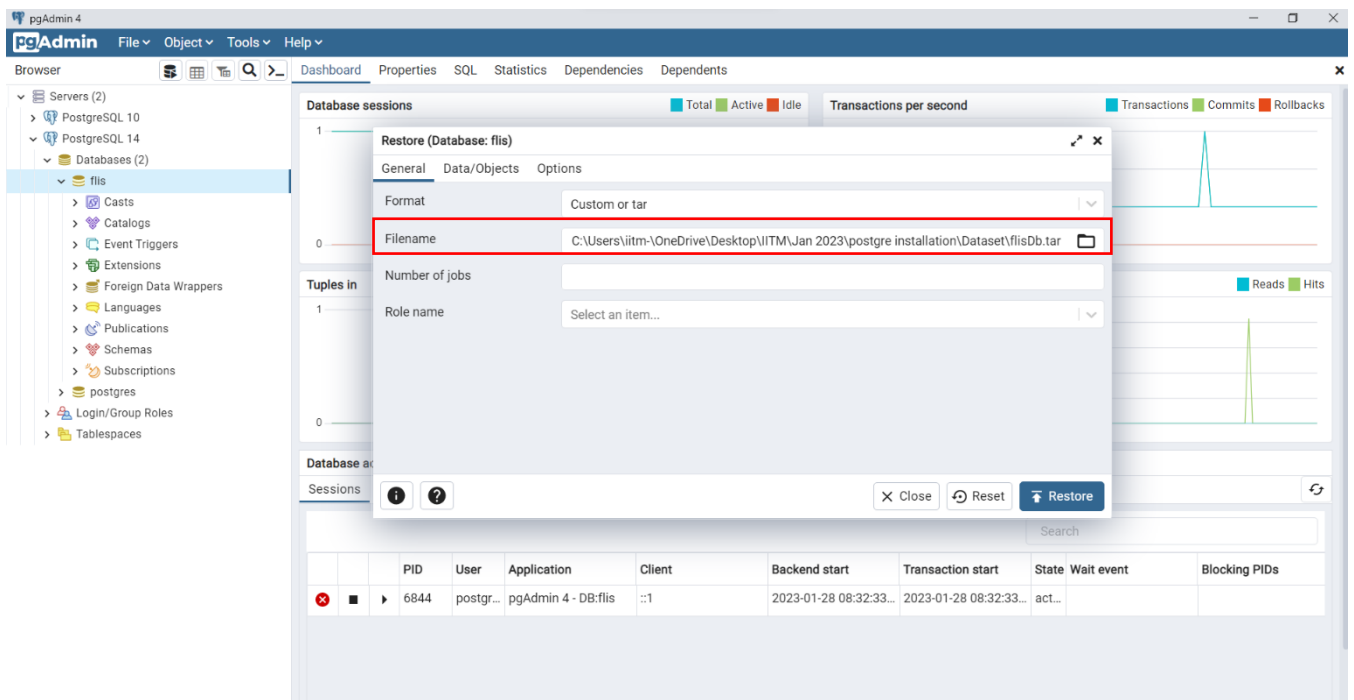 pgAdmin 4
pgAdmin File Object Tools Help
Browser
Dashboard Properties SQL Statistics Dependencies Dependents
Servers (2)
PostgreSQL 10
PostgreSQL 14
Databases (2)
flis
Casts
Catalogs
Event Triggers
Extensions
Foreign Data Wrappers
Languages
Publications
Schemas
Subscriptions
postgres
Login/Group Roles
Tablespaces
Database sessions Total Active Idle
Transactions per second Transactions Commits Rollbacks
1
0
Tuples in
1
0
Reads Hits
Restore (Database: flis)
General Data/Objects Options
Format Custom or tar
Filename C:\Users\iitm-\OneDrive\Desktop\IITM\Jan 2023\postgre installation\Dataset\flisDb.tar
Number of jobs
Role name Select an item...
Close Reset Restore
Database a
Sessions
Search
PID User Application Client Backend start Transaction start State Wait event Blocking PIDs
6844 postgr... pgAdmin 4 - DB:flis ::1 2023-01-28 08:32:33... 2023-01-28 08:32:33... act...